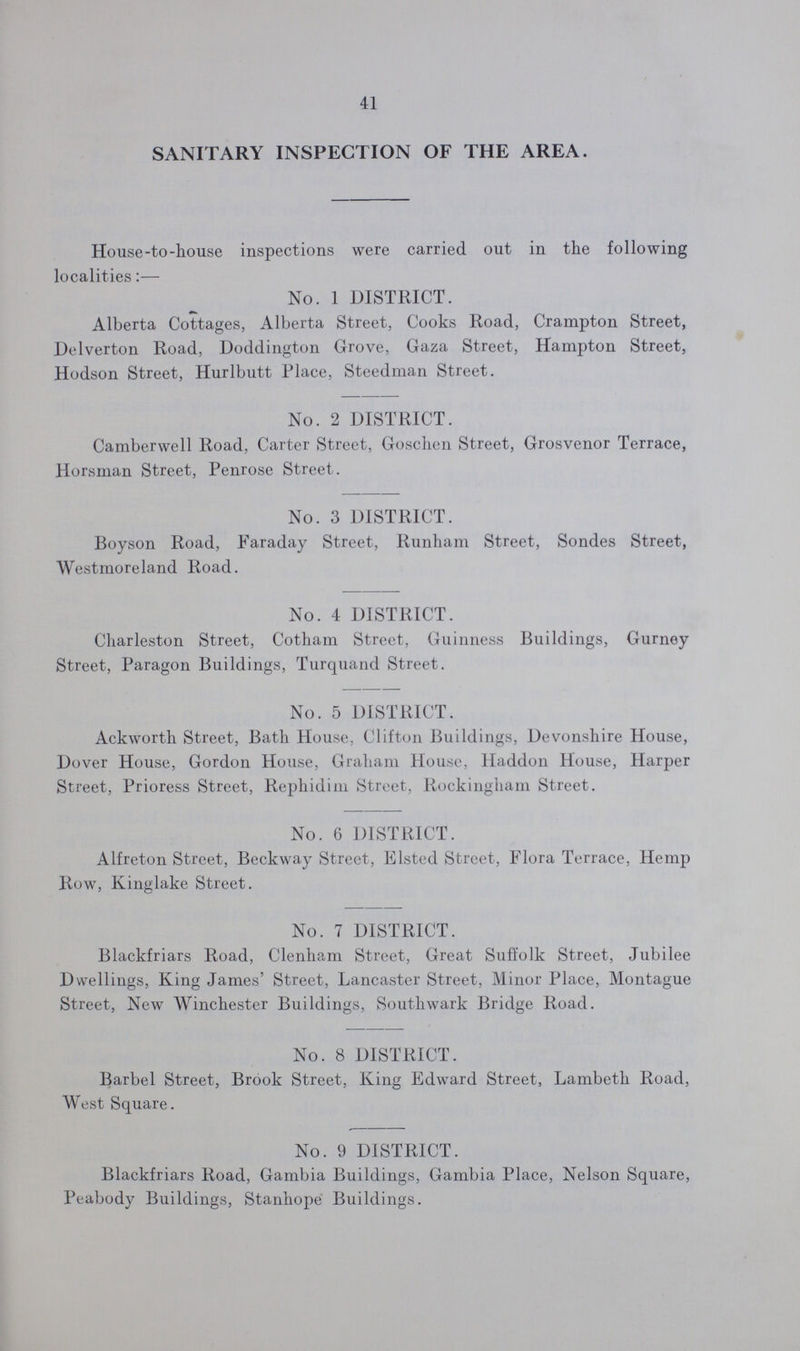 41
SANITARY INSPECTION OF THE AREA.
House-to-house inspections were carried out in the following
localities:—
No. 1 DISTRICT.
Alberta Cottages, Alberta Street, Cooks Road, Crampton Street,
Delverton Road, Doddington Grove, Gaza Street, Hampton Street,
Hodson Street, Hurlbutt Place, Steedman Street.
No. 2 DISTRICT.
Camberwell Road, Carter Street, Goschen Street, Grosvenor Terrace,
Horsman Street, Penrose Street.
No. 3 DISTRICT.
Boyson Road, Faraday Street, Runham Street, Sondes Street,
Westmoreland Road.
No. 4 DISTRICT.
Charleston Street, Cotham Street, Guinness Buildings, Gurney
Street, Paragon Buildings, Turquand Street.
No. 5 DISTRICT.
Ackworth Street, Bath House, Clifton Buildings, Devonshire House,
Dover House, Gordon House, Graham House, Haddon House, Harper
Street, Prioress Street, Rephidim Street, Rockingham Street.
No. 6 DISTRICT.
Alfreton Street, Beckway Street, Elsted Street, Flora Terrace, Hemp
Row, Kinglake Street.
No. 7 DISTRICT.
Blackfriars Road, Clenham Street, Great Suffolk Street, Jubilee
Dwellings, King James' Street, Lancaster Street, Minor Place, Montague
Street, New Winchester Buildings, Southwark Bridge Road.
No. 8 DISTRICT.
Barbel Street, Brook Street, King Edward Street, Lambeth Road,
West Square.
No. 9 DISTRICT.
Blackfriars Road, Gambia Buildings, Gambia Place, Nelson Square,
Peabody Buildings, Stanhope Buildings.